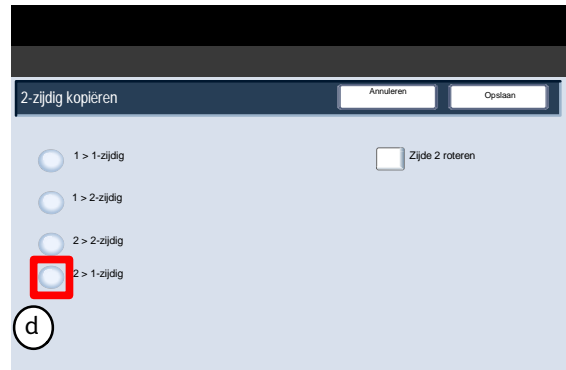 2-zijdig kopiëren
Annuleren
Opslaan
1 > 1-zijdig
Zijde 2 roteren
1 > 2-zijdig
2 > 2-zijdig
2 > 1-zijdig
d